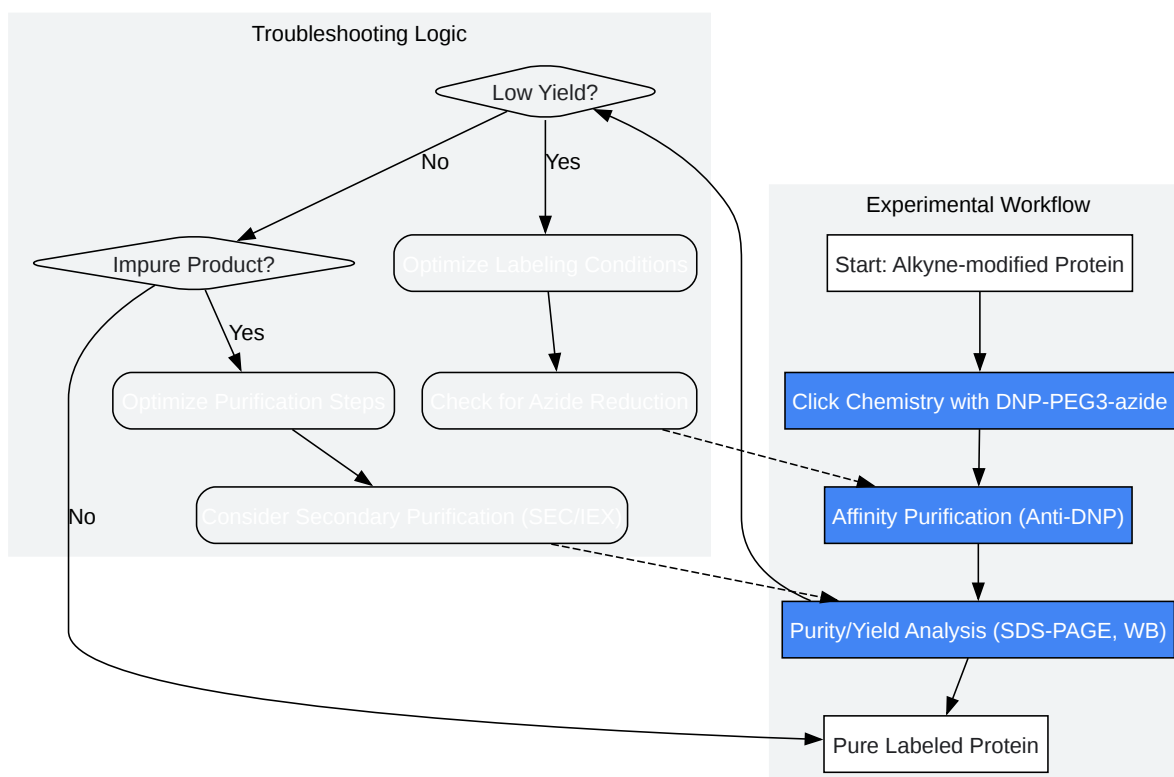 Troubleshooting Logic
Low Yield?
No
Yes
Impure Product?
Optimize Labeling Conditions
Yes
Optimize Purification Steps
Check for Azide Reduction
No
Consider Secondary Purification (SEC/IEX)
Experimental Workflow
Start: Alkyne-modified Protein
Click Chemistry with DNP-PEG3-azide
Affinity Purification (Anti-DNP)
Purity/Yield Analysis (SDS-PAGE, WB)
Pure Labeled Protein